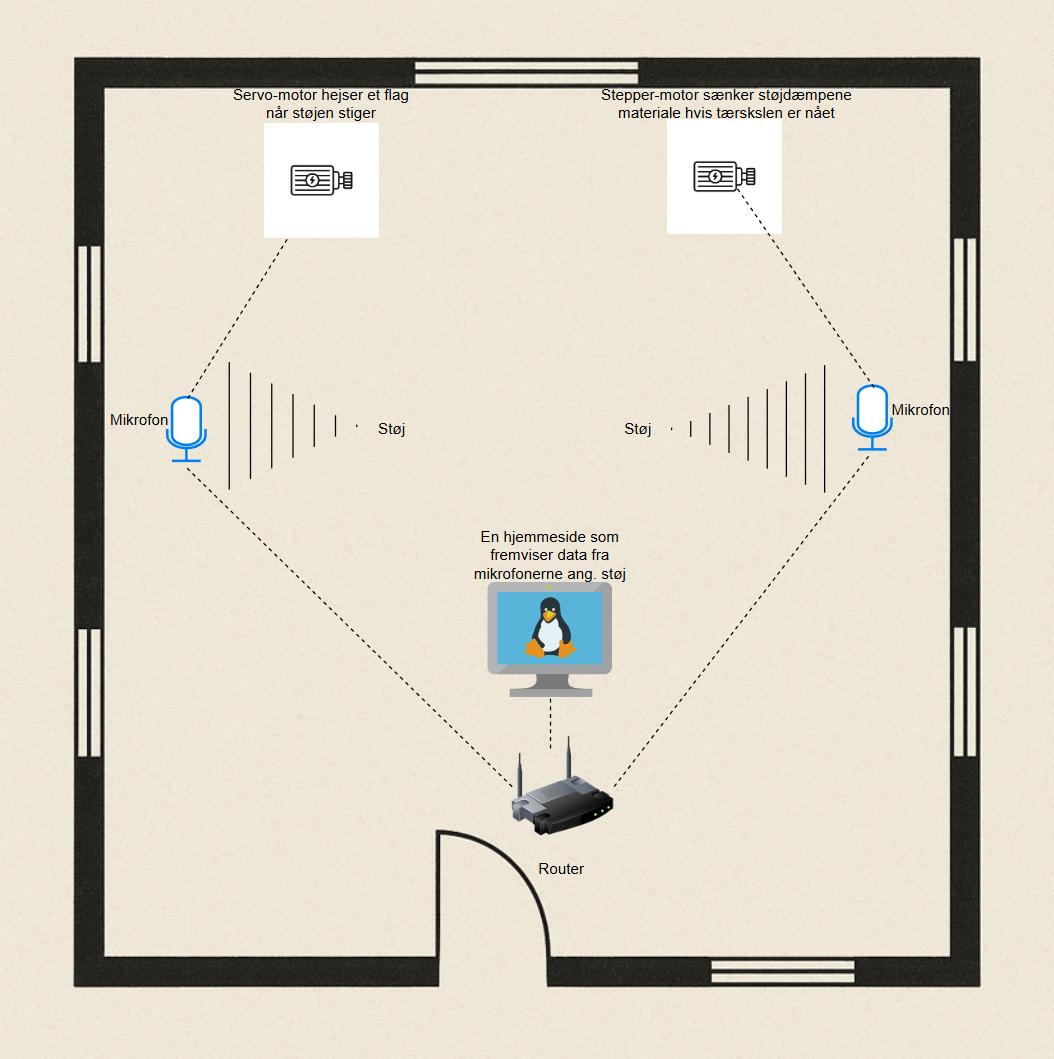 Servo-motor hejser et flag
når støjen stiger
Stepper-motor sænker støjdæmpene
materiale hvis tærskslen er nået
Mikrofon
Støj
Støj
Mikrofon
En hjemmeside som
fremviser data fra
mikrofonerne ang. støj
Router